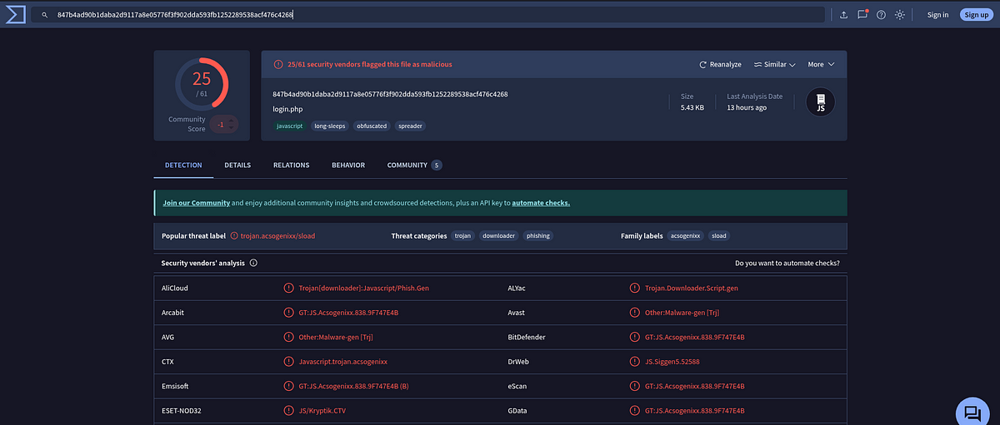 847b4ad90b1daba2d9117a8e05776f3f902dda593fb1252289538acf476c4268
Sign in
Sign up
25
/ 61
Community
Score
-1
25/61 security vendors flagged this file as malicious
Reanalyze
Similar
More
847b4ad90b1daba2d9117a8e05776f3f902dda593fb1252289538acf476c4268
login.php
javascript
long-sleeps
obfuscated
spreader
Size
5.43 KB
Last Analysis Date
13 hours ago
JS
DETECTION
DETAILS
RELATIONS
BEHAVIOR
COMMUNITY 5
Join our Community and enjoy additional community insights and crowdsourced detections, plus an API key to automate checks.
Popular threat label trojan.acsogenixx/sload
Threat categories trojan downloader phishing
Family labels acsogenixx sload
Security vendors' analysis
Do you want to automate checks?
AliCloud Trojan[downloader]:Javascript/Phish.Gen
ALYac Trojan.Downloader.Script.gen
Arcabit GT:JS.Acsogenixx.838.9F747E4B
Avast Other:Malware-gen [Trj]
AVG Other:Malware-gen [Trj]
BitDefender GT:JS.Acsogenixx.838.9F747E4B
CTX Javascript.trojan.acsogenixx
DrWeb JS.Siggen5.52588
Emsisoft GT:JS.Acsogenixx.838.9F747E4B (B)
eScan GT:JS.Acsogenixx.838.9F747E4B
ESET-NOD32 JS/Kryptik.CTV
GData GT:JS.Acsogenixx.838.9F747E4B